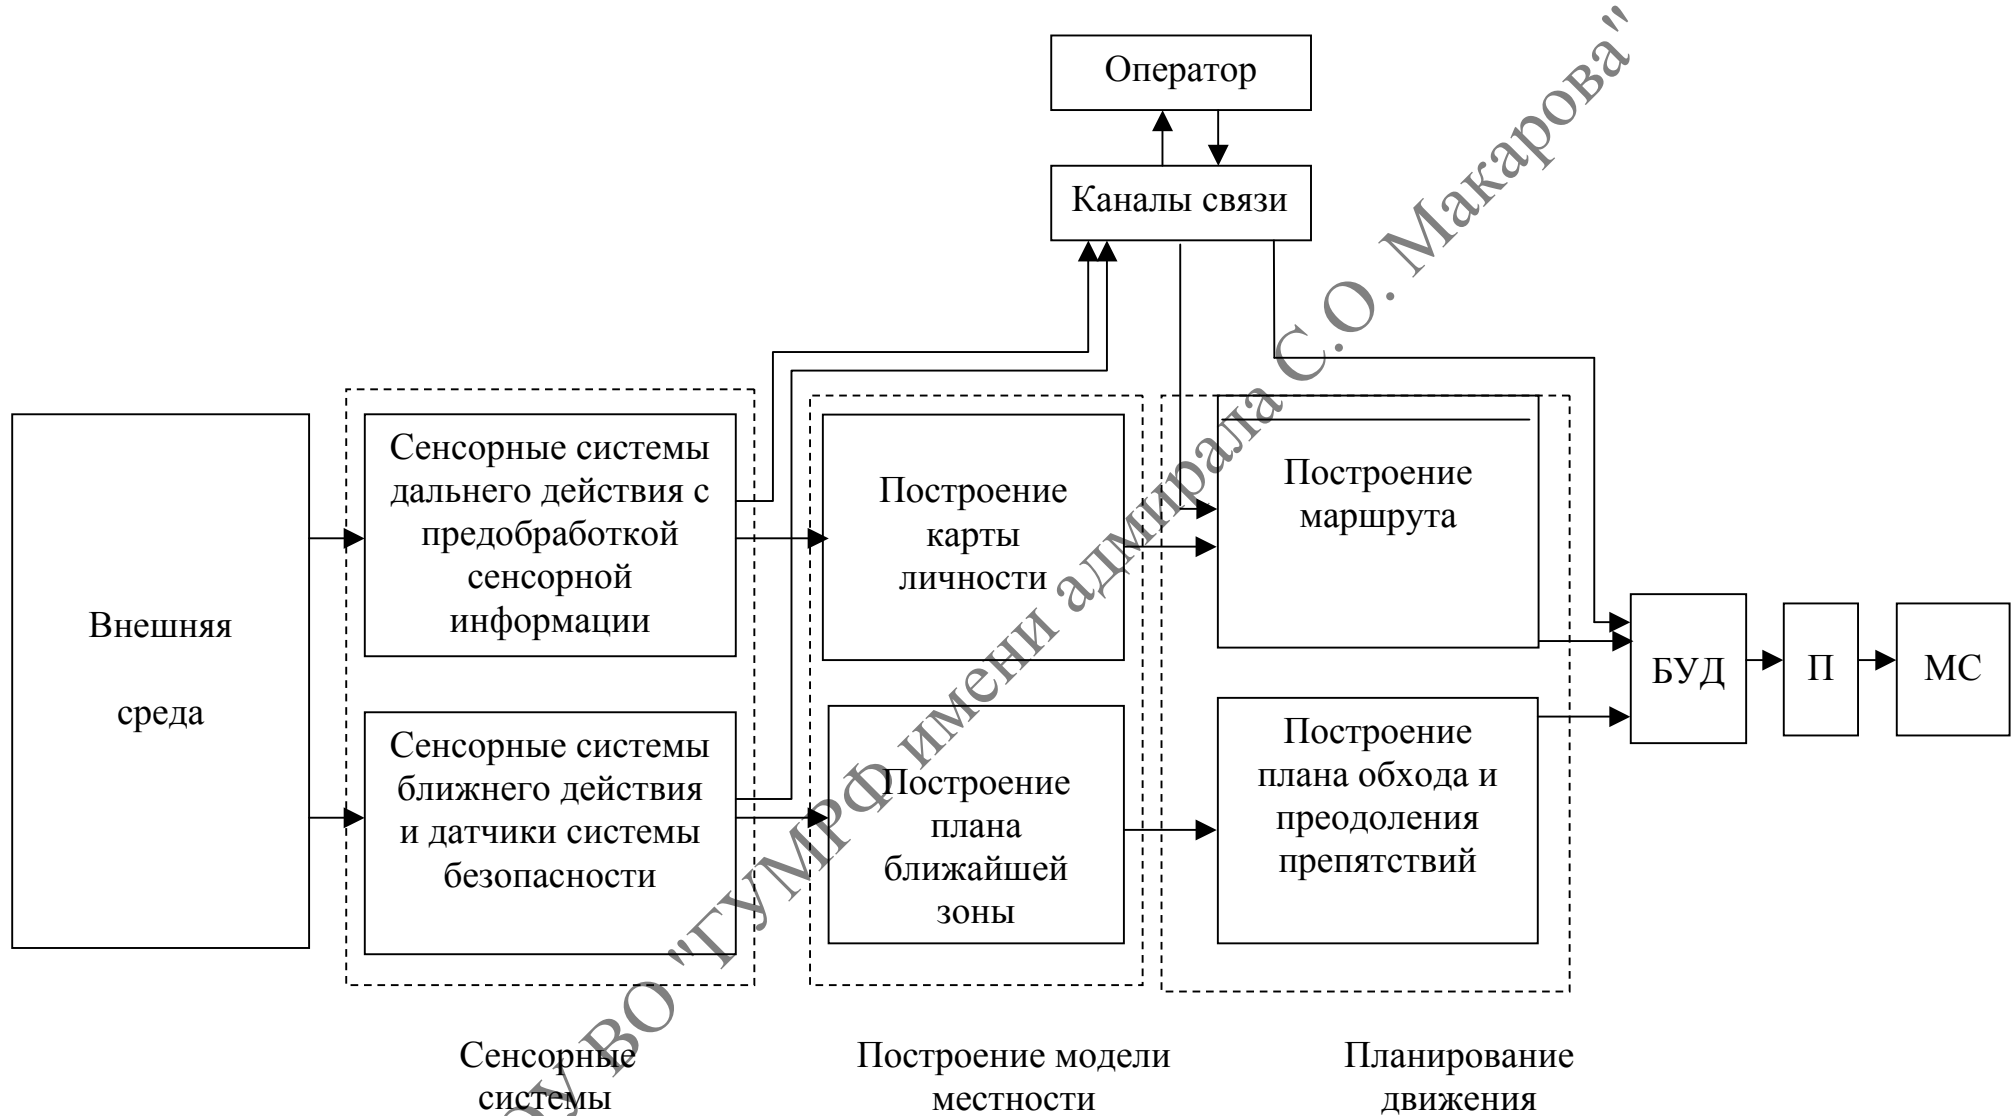 Оператор
Каналы связи
Внешняя
среда
Сенсорные системы
дальнего действия с
предобработкой
сенсорной
информации
Сенсорные системы
ближнего действия
и датчики системы
безопасности
Построение
карты
личности
Построение
плана
ближайшей
зоны
Построение
маршрута
Построение
плана обхода и
преодоления
препятствий
БУД
П
МС
Сенсорные
системы
Построение модели
местности
Планирование
движения
ВО "ГУМРФ имени адмирала С.О. Макарова"